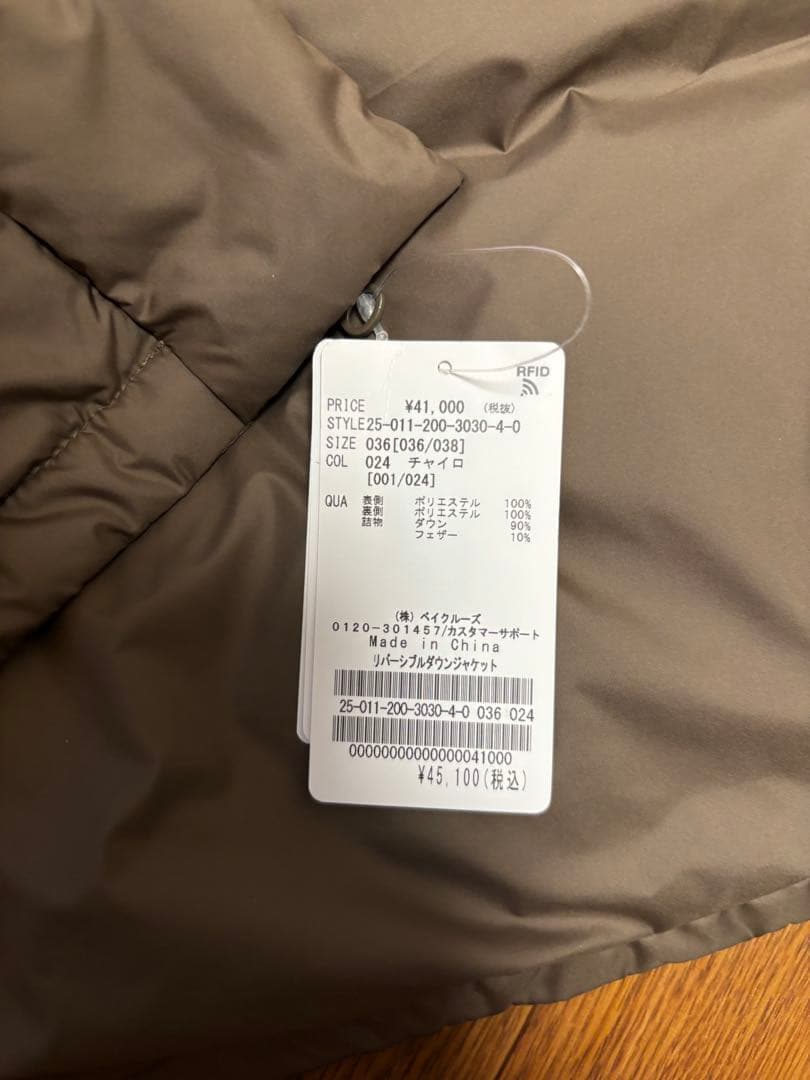 RFID
PRICE ¥41,000 (税抜)
STYLE25-011-200-3030-4-0
SIZE 036[036/038]
COL 024 チャイロ
[001/024]
QUA 表側 ポリエステル 100%
裏側 ポリエステル 100%
詰物 ダウン 90%
フェザー 10%
(株)ベイクルーズ
0120-301457/カスタマーサポート
Made in China
リバーシブルダウンジャケット
25-011-200-3030-4-0 036 024
00000000000000041000
¥45,100(税込)